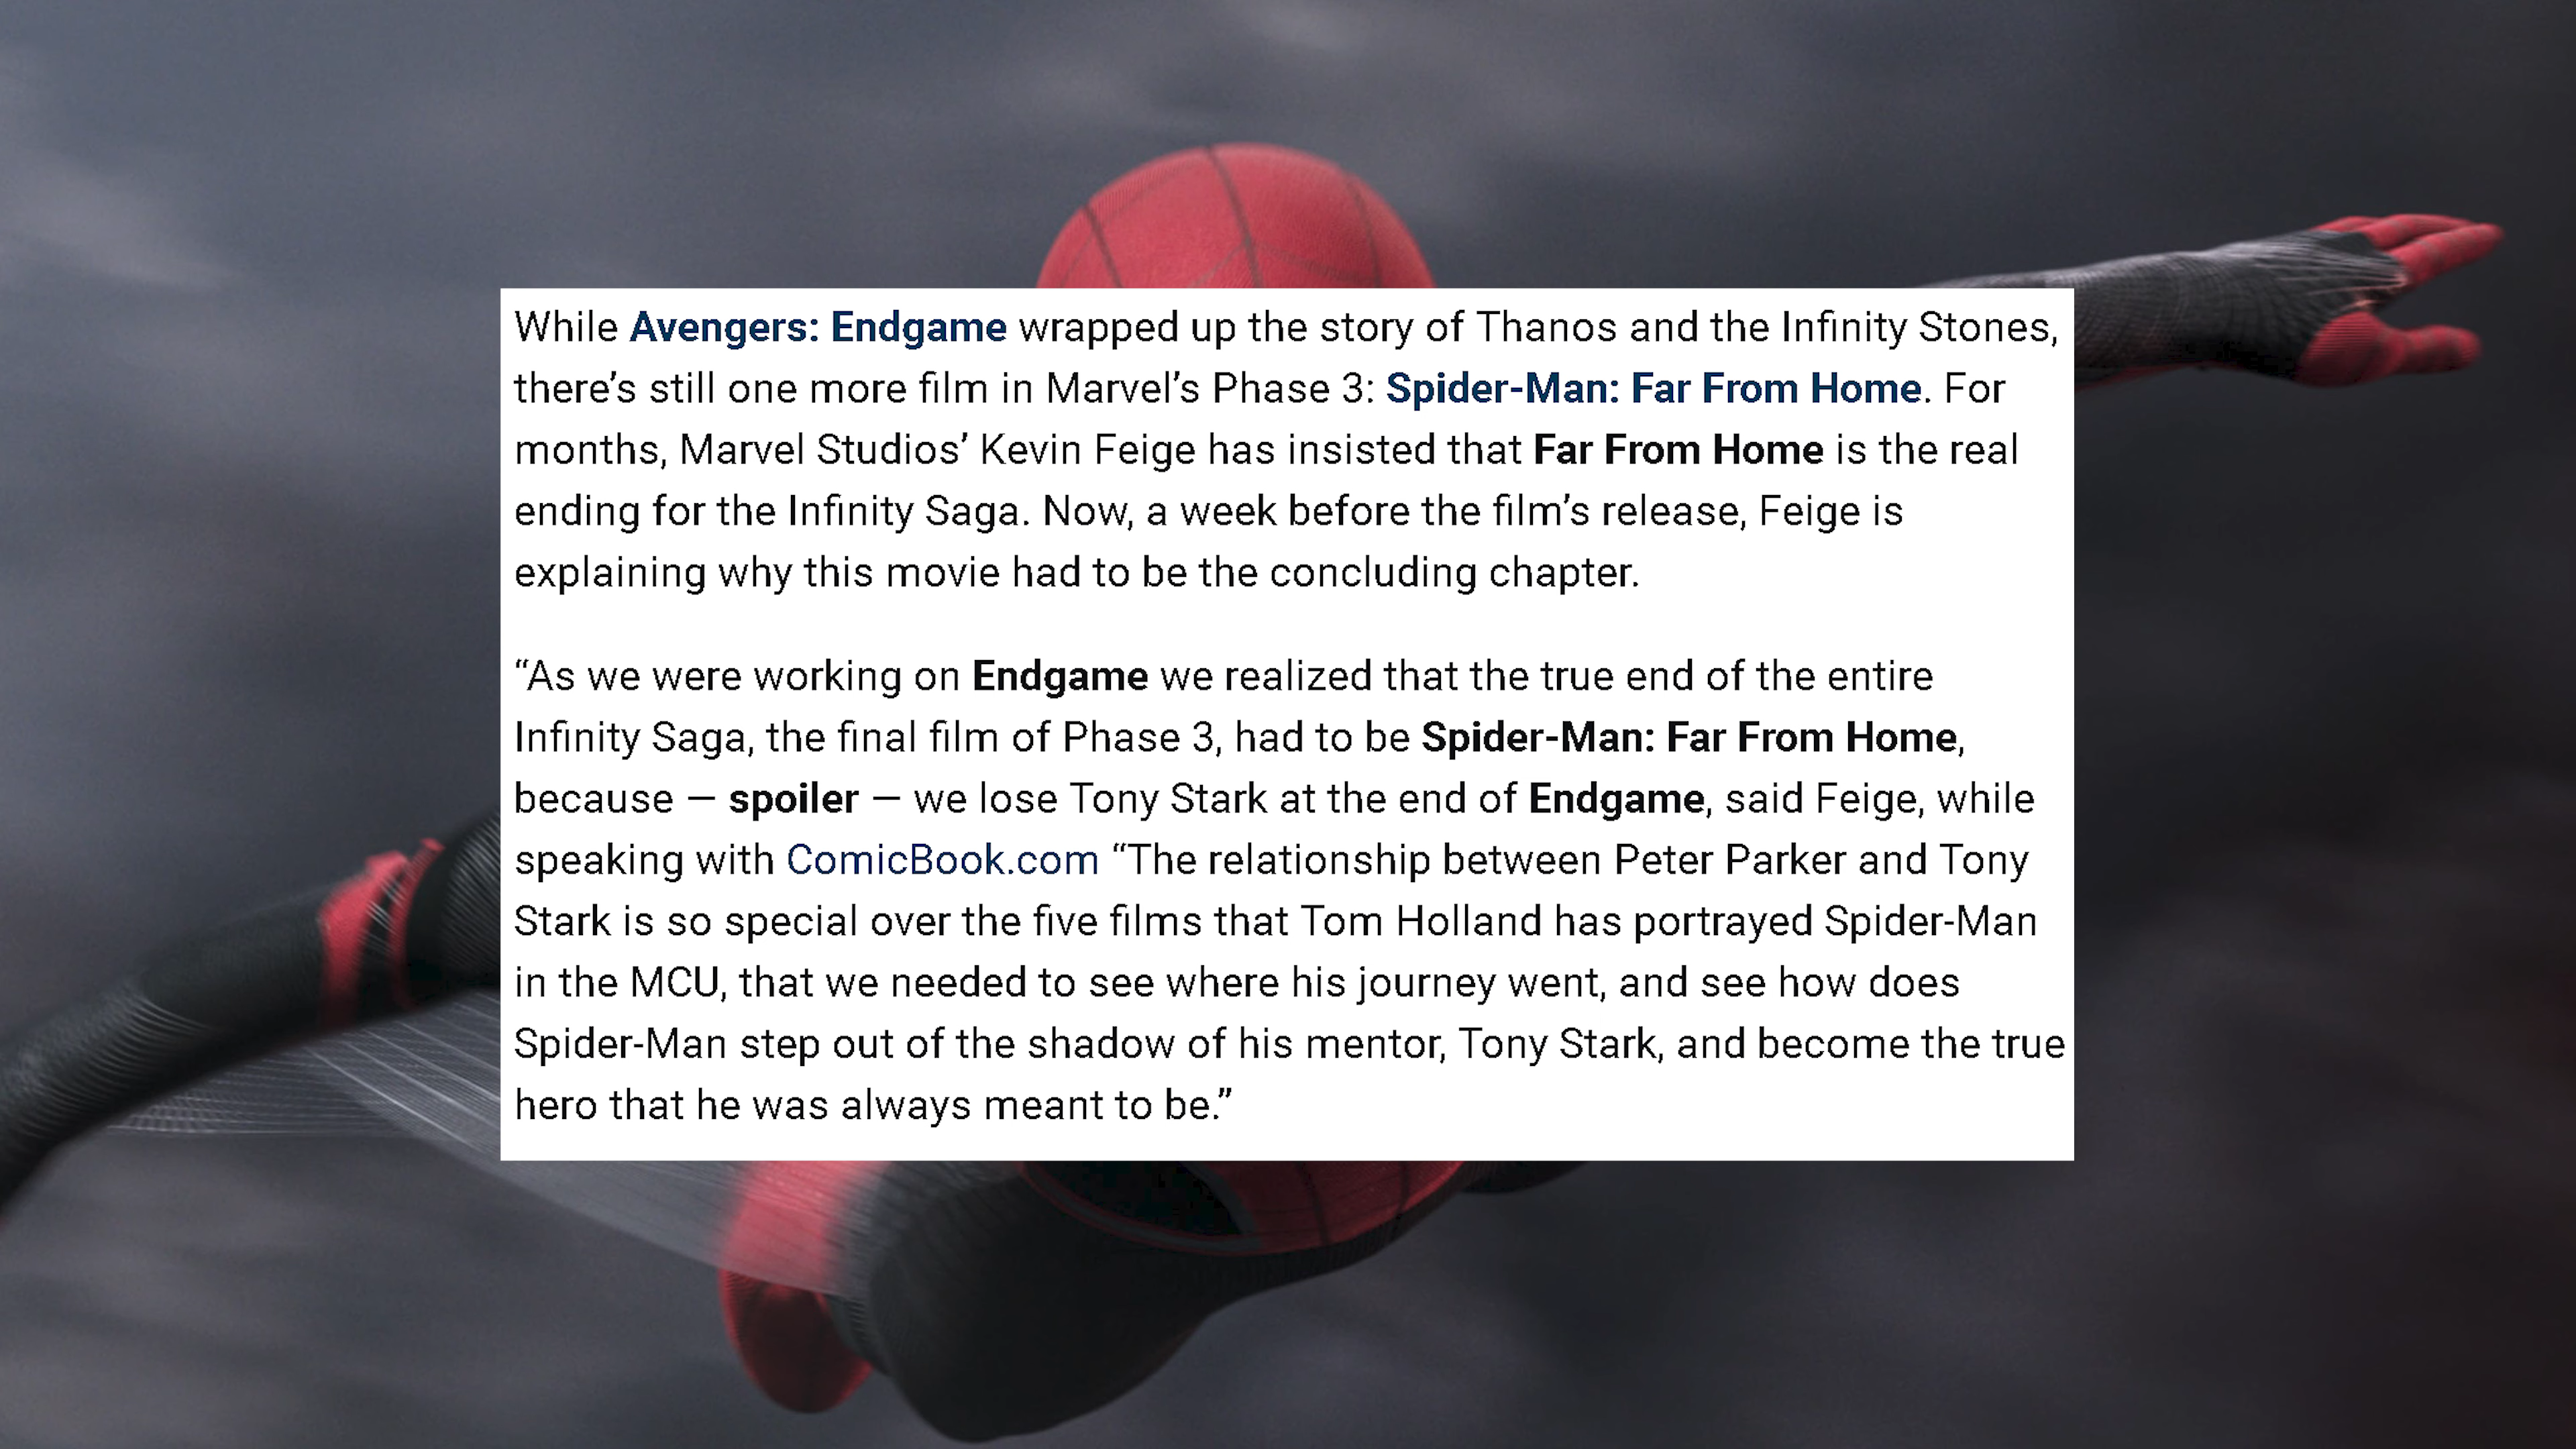 While Avengers: Endgame wrapped up the story of Thanos and the Infinity Stones,
there’s still one more film in Marvel’s Phase 3: Spider-Man: Far From Home. For
months, Marvel Studios’ Kevin Feige has insisted that Far From Home is the real
ending for the Infinity Saga. Now, a week before the film’s release, Feige is
explaining why this movie had to be the concluding chapter.
“As we were working on Endgame we realized that the true end of the entire
Infinity Saga, the final film of Phase 3, had to be Spider-Man: Far From Home,
because — spoiler — we lose Tony Stark at the end of Endgame, said Feige, while
speaking with ComicBook.com “The relationship between Peter Parker and Tony
Stark is so special over the five films that Tom Holland has portrayed Spider-Man
in the MCU, that we needed to see where his journey went, and see how does
Spider-Man step out of the shadow of his mentor, Tony Stark, and become the true
hero that he was always meant to be.”